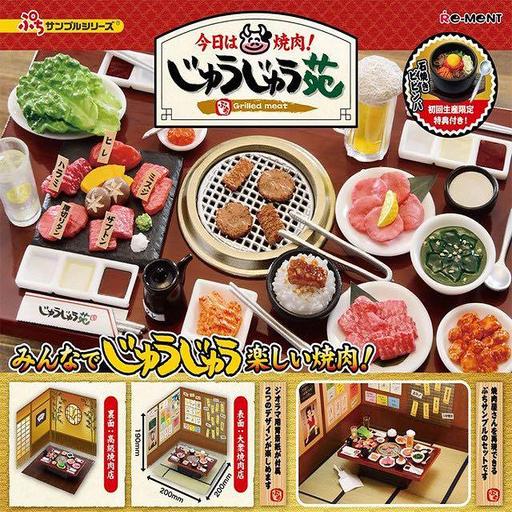 ぷちサンプルシリーズ®
RE-MENT
今日は焼肉!
じゅうじゅう苑
Grilled meat
石焼きビビンバ
初回生産限定
特典付き!
ヒレ
ミスジ
ハラミ
ザブトン
厚切りタン
じゅうじゅう苑
みんなでじゅうじゅう楽しい焼肉!
裏面:高級焼肉店
表面:大衆焼肉店
190mm
200mm
200mm
ジオラマ用背景紙が付属
2つのデザインが楽しめます
焼肉屋さんを再現できる
ぷちサンプルのセットです